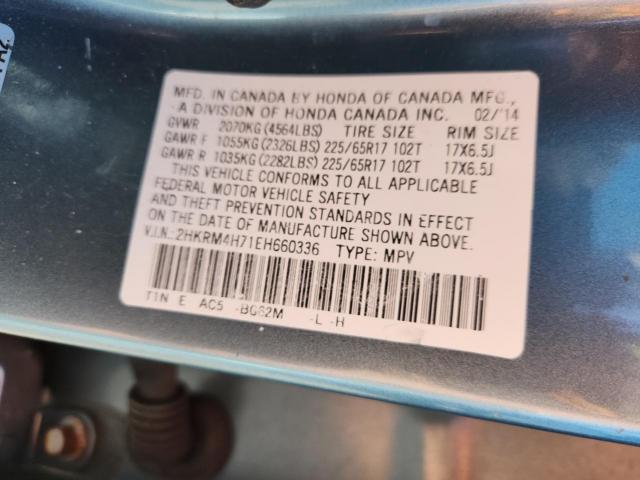 MFD. IN CANADA BY HONDA OF CANADA MFG.,
A DIVISION OF HONDA CANADA INC. 02/'14
GVWR 2070KG (4564LBS) TIRE SIZE RIM SIZE
GAWR F 1055KG (2326LBS) 225/65R17 102T 17X6.5J
GAWR R 1035KG (2282LBS) 225/65R17 102T 17X6.5J
THIS VEHICLE CONFORMS TO ALL APPLICABLE
FEDERAL MOTOR VEHICLE SAFETY
AND THEFT PREVENTION STANDARDS IN EFFECT
ON THE DATE OF MANUFACTURE SHOWN ABOVE.
V.I.N.:2HKRM4H71EH660336 TYPE: MPV
T1N E AC5 -BG62M -L -H